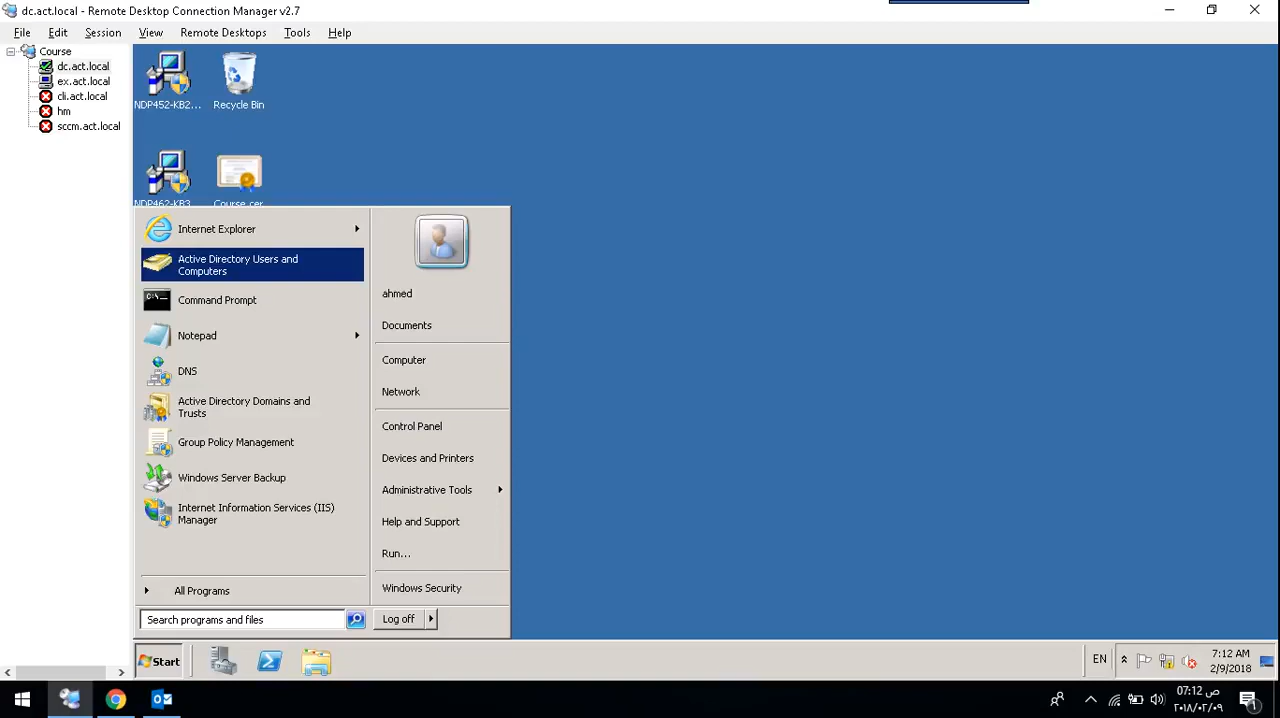 dc.act.local - Remote Desktop Connection Manager v2.7
File Edit Session View Remote Desktops Tools Help
Course
dc.act.local
ex.act.local
cli.act.local
hm
sccm.act.local
NDP452-KB2...
Recycle Bin
NDP462-KB3
Course cer
Internet Explorer
Active Directory Users and
Computers
Command Prompt
Notepad
DNS
Active Directory Domains and
Trusts
Group Policy Management
Windows Server Backup
Internet Information Services (IIS)
Manager
All Programs
Search programs and files
ahmed
Documents
Computer
Network
Control Panel
Devices and Printers
Administrative Tools
Help and Support
Run...
Windows Security
Log off
Start
EN
7:12 AM
2/9/2018
07:12 ص
٢٠١٨/٠٢/٠٩
1